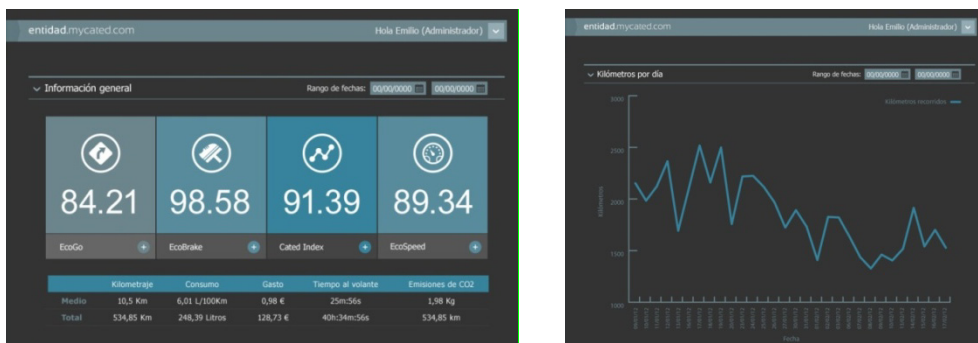 entidad.mycated.com Hola Emilio (Administrador)
Información general Rango de fechas: 00/00/0000 00/00/0000
84.21 98.58 91.39 89.34
EcoGo EcoBrake Cated Index EcoSpeed
Kilometraje Consumo Gasto Tiempo al volante Emisiones de CO2
Medio 10,5 Km 6,01 L/100Km 0,98 € 25m:56s 1,98 Kg
Total 534,85 Km 248,39 Litros 128,73 € 40h:34m:56s 534,85 km
entidad.mycated.com Hola Emilio (Administrador)
Kilómetros por día Rango de fechas: 00/00/0000 00/00/0000
Kilómetros recorridos
3000
2500
2000
1500
1000
Kilómetros
Fecha